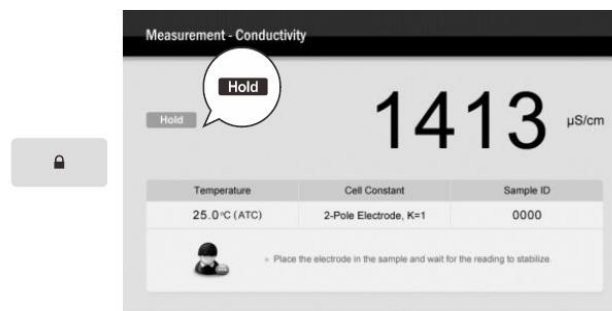 Measurement - Conductivity
Hold
Hold
1413 µS/cm
Temperature Cell Constant Sample ID
25.0°C (ATC) 2-Pole Electrode, K=1 0000
Place the electrode in the sample and wait for the reading to stabilize.